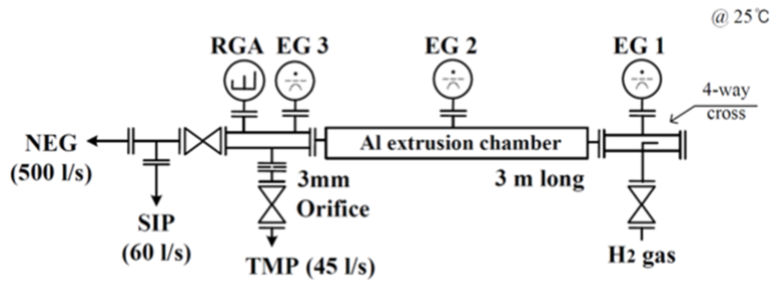 @ 25℃
RGA EG 3
EG 2
EG 1
4-way
cross
NEG
(500 l/s)
Al extrusion chamber
3mm
Orifice
3 m long
SIP
(60 l/s)
TMP (45 l/s)
H2 gas